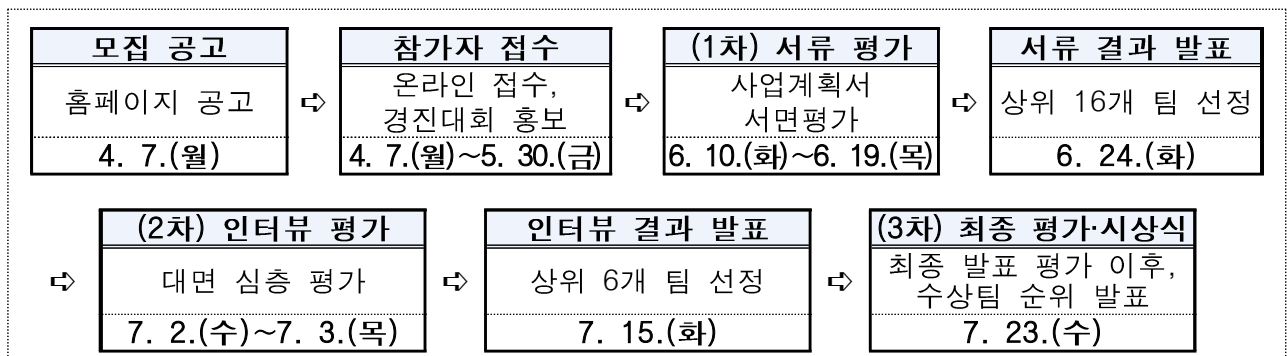 모집 공고
홈페이지 공고
4. 7.(월)
⇨
참가자 접수
온라인 접수,
경진대회 홍보
4. 7.(월)~5. 30.(금)
⇨
(1차) 서류 평가
사업계획서
서면평가
6. 10.(화)~6. 19.(목)
⇨
서류 결과 발표
상위 16개 팀 선정
6. 24.(화)
⇨
(2차) 인터뷰 평가
대면 심층 평가
7. 2.(수)~7. 3.(목)
⇨
인터뷰 결과 발표
상위 6개 팀 선정
7. 15.(화)
⇨
(3차) 최종 평가·시상식
최종 발표 평가 이후,
수상팀 순위 발표
7. 23.(수)